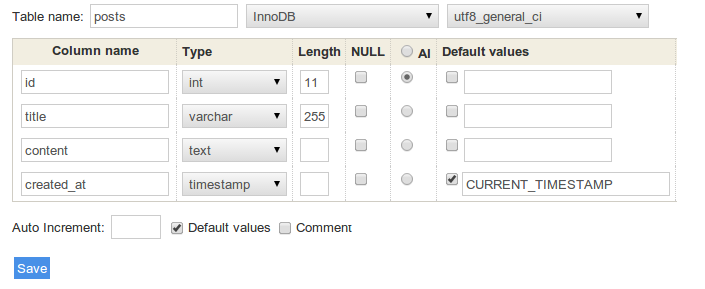 Table name: posts InnoDB utf8_general_ci
Column name Type Length NULL AI Default values
id int 11
title varchar 255
content text
created_at timestamp CURRENT_TIMESTAMP
Auto Increment: Default values Comment
Save